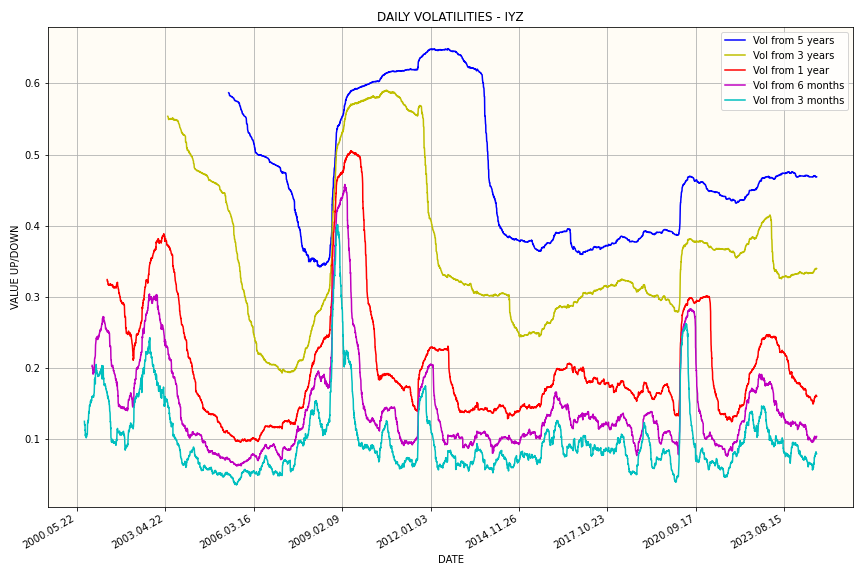 DAILY VOLATILITIES - IYZ
Vol from 5 years
Vol from 3 years
Vol from 1 year
Vol from 6 months
Vol from 3 months
VALUE UP/DOWN
0.6
0.5
0.4
0.3
0.2
0.1
2000.05.22
2003.04.22
2006.03.16
2009.02.09
2012.01.03
2014.11.26
2017.10.23
2020.09.17
2023.08.15
DATE